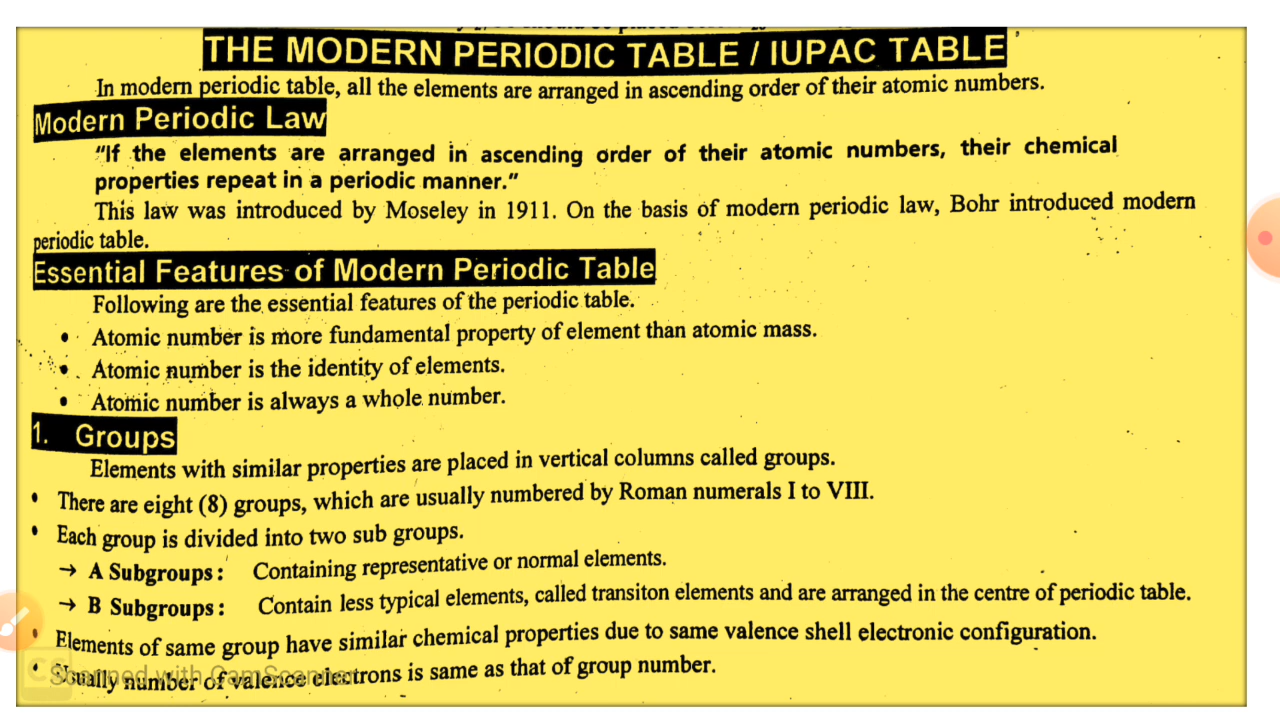 THE MODERN PERIODIC TABLE / IUPAC TABLE
In modern periodic table, all the elements are arranged in ascending order of their atomic numbers.
Modern Periodic Law
"If the elements are arranged in ascending order of their atomic numbers, their chemical
properties repeat in a periodic manner."
This law was introduced by Moseley in 1911. On the basis of modern periodic law, Bohr introduced modern
periodic table.
Essential Features of Modern Periodic Table
Following are the essential features of the periodic table.
• Atomic number is more fundamental property of element than atomic mass.
• Atomic number is the identity of elements.
• Atomic number is always a whole number.
1. Groups
Elements with similar properties are placed in vertical columns called groups.
• There are eight (8) groups, which are usually numbered by Roman numerals I to VIII.
• Each group is divided into two sub groups.
→ A Subgroups: Containing representative or normal elements.
→ B Subgroups: Contain less typical elements, called transiton elements and are arranged in the centre of periodic table.
• Elements of same group have similar chemical properties due to same valence shell electronic configuration.
• Usually number of valence electrons is same as that of group number.
CS Scanned with CamScanner